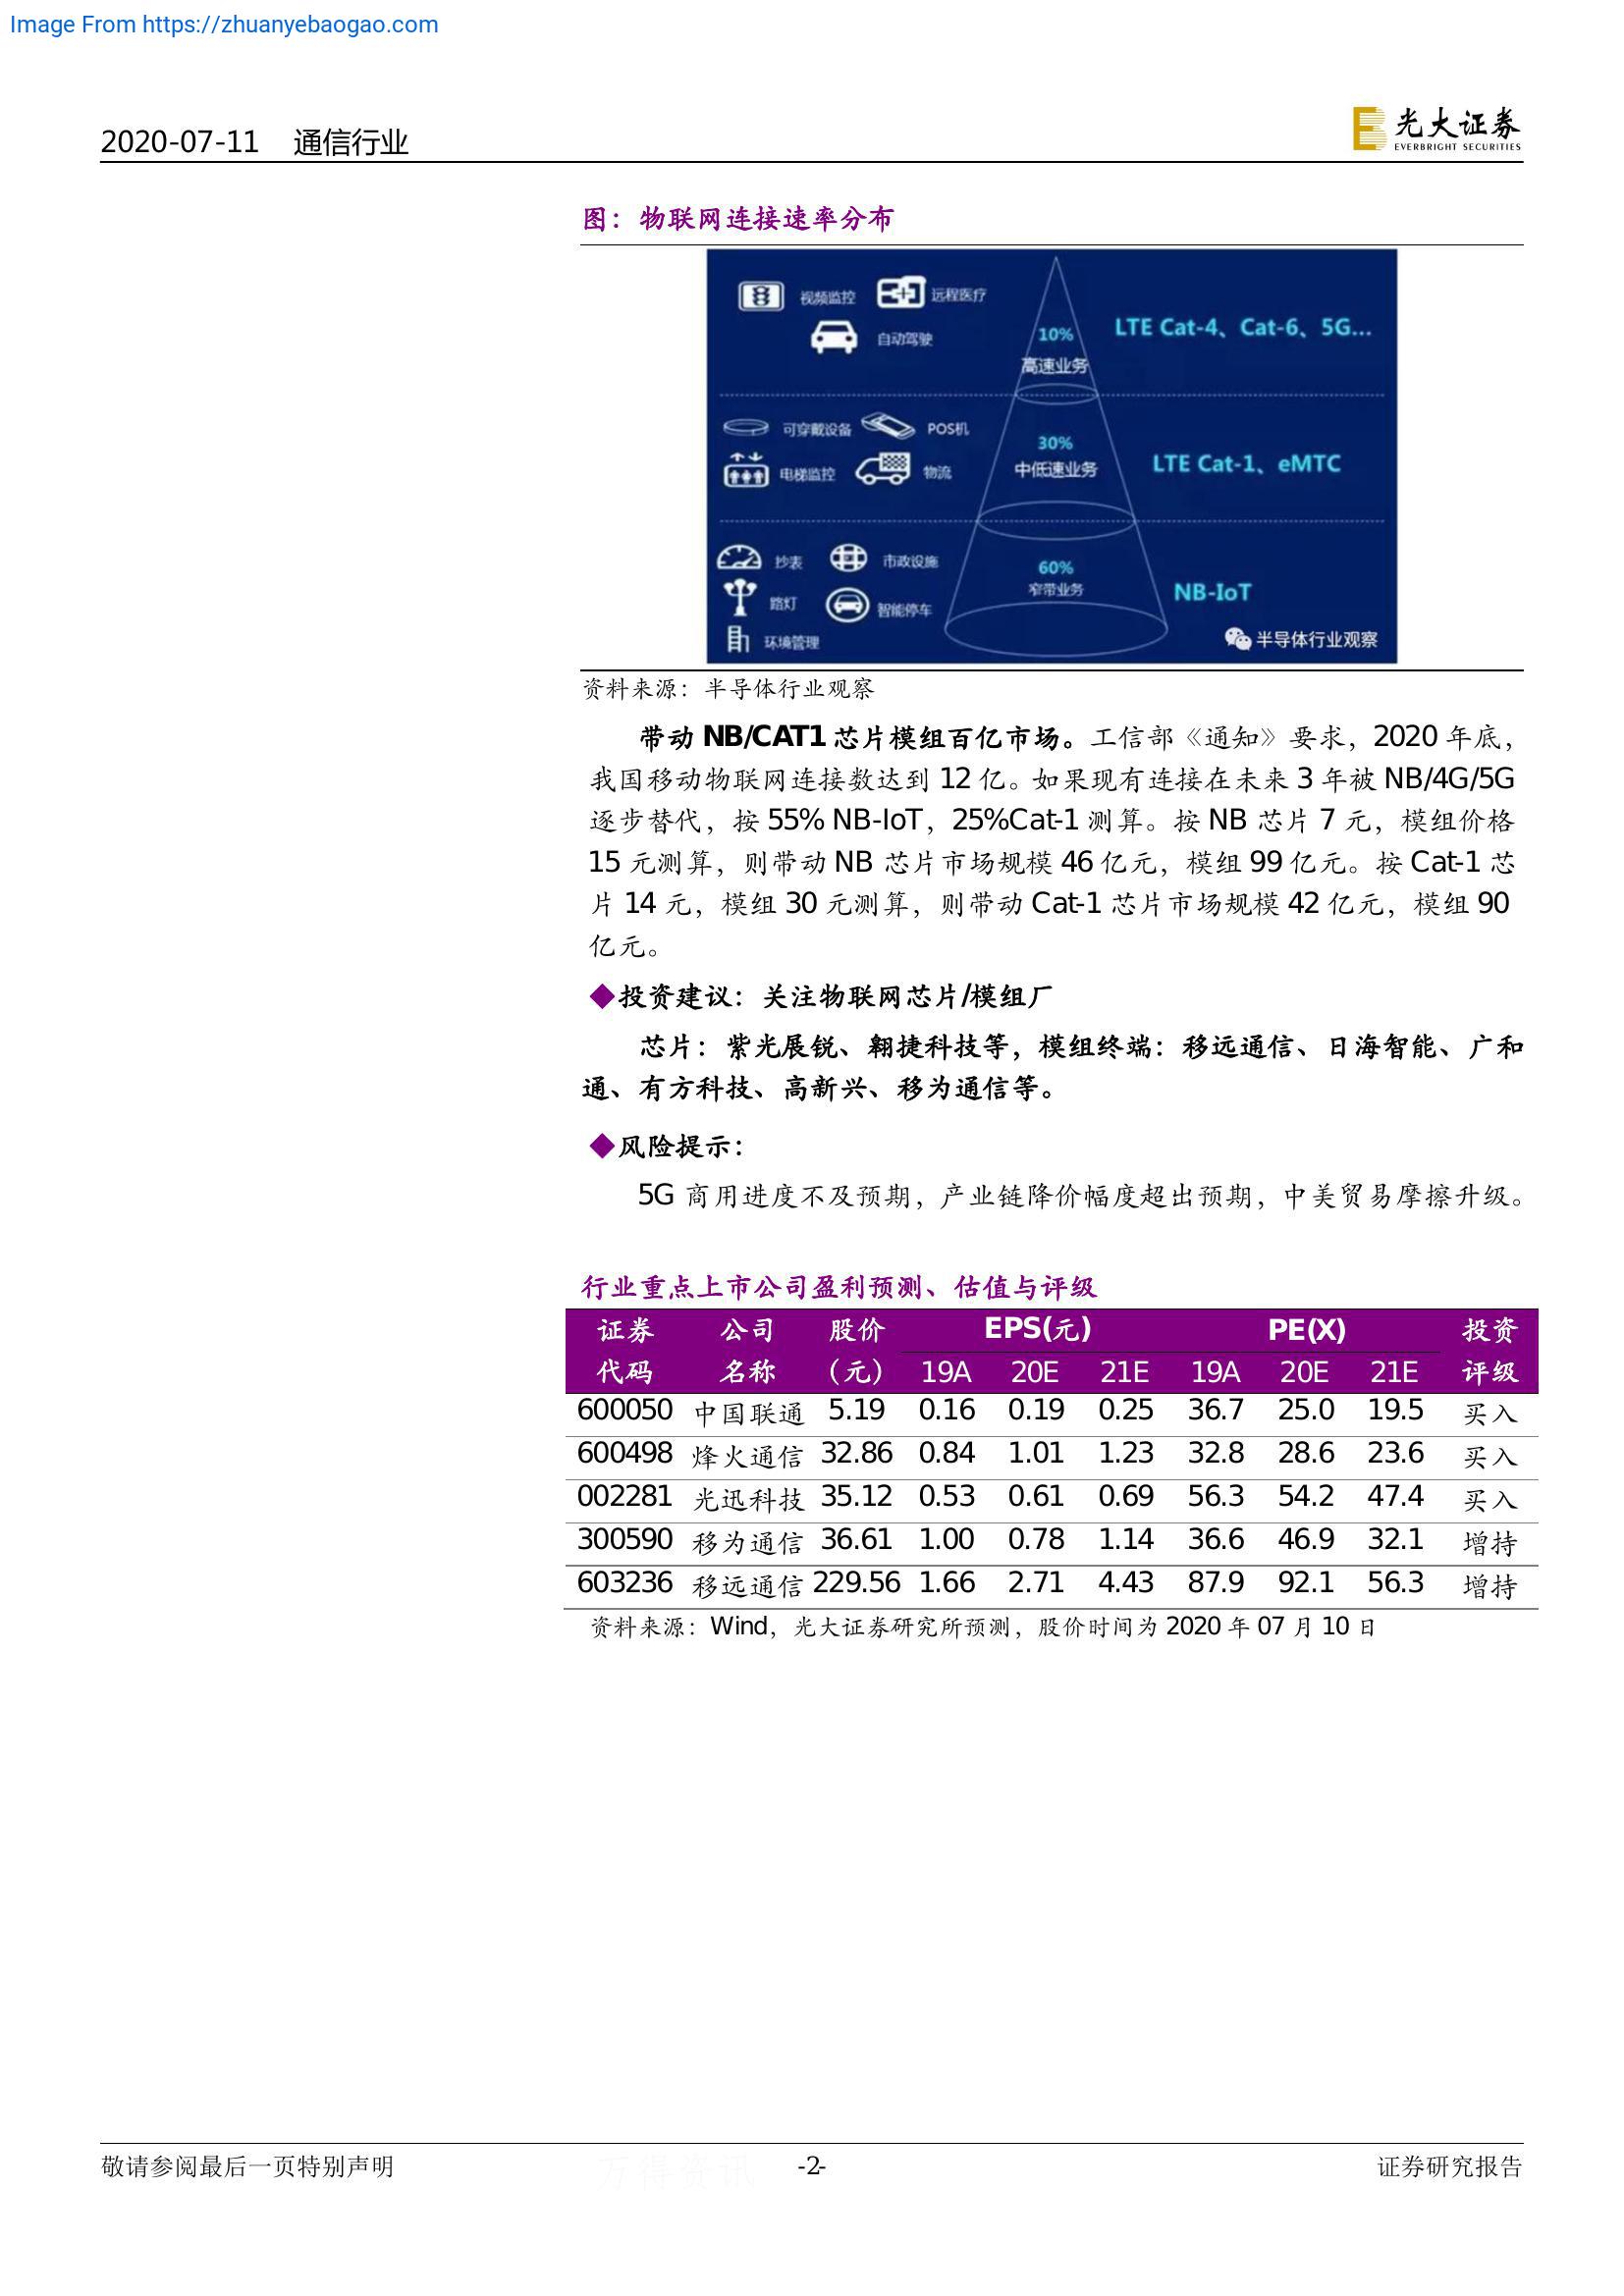 Image From https://zhuanyebaogao.com
2020-07-11 通信行业
光大证券
EVERBRIGHT SECURITIES
图：物联网连接速率分布
视频监控 远程医疗
自动驾驶
10%
高速业务
LTE Cat-4、Cat-6、5G...
可穿戴设备 POS机
电梯监控 物流
30%
中低速业务
LTE Cat-1、eMTC
抄表 市政设施
路灯 智能停车
环境管理
60%
窄带业务
NB-IoT
半导体行业观察
资料来源：半导体行业观察
带动 NB/CAT1 芯片模组百亿市场。工信部《通知》要求，2020 年底，
我国移动物联网连接数达到 12 亿。如果现有连接在未来 3 年被 NB/4G/5G
逐步替代，按 55% NB-IoT，25%Cat-1 测算。按 NB 芯片 7 元，模组价格
15 元测算，则带动 NB 芯片市场规模 46 亿元，模组 99 亿元。按 Cat-1 芯
片 14 元，模组 30 元测算，则带动 Cat-1 芯片市场规模 42 亿元，模组 90
亿元。
◆投资建议：关注物联网芯片/模组厂
芯片：紫光展锐、翱捷科技等，模组终端：移远通信、日海智能、广和
通、有方科技、高新兴、移为通信等。
◆风险提示：
5G 商用进度不及预期，产业链降价幅度超出预期，中美贸易摩擦升级。
行业重点上市公司盈利预测、估值与评级
证券 公司 股价 EPS(元) PE(X) 投资
代码 名称 （元） 19A 20E 21E 19A 20E 21E 评级
600050 中国联通 5.19 0.16 0.19 0.25 36.7 25.0 19.5 买入
600498 烽火通信 32.86 0.84 1.01 1.23 32.8 28.6 23.6 买入
002281 光迅科技 35.12 0.53 0.61 0.69 56.3 54.2 47.4 买入
300590 移为通信 36.61 1.00 0.78 1.14 36.6 46.9 32.1 增持
603236 移远通信 229.56 1.66 2.71 4.43 87.9 92.1 56.3 增持
资料来源：Wind，光大证券研究所预测，股价时间为 2020 年 07 月 10 日
敬请参阅最后一页特别声明 万得资讯 -2- 证券研究报告